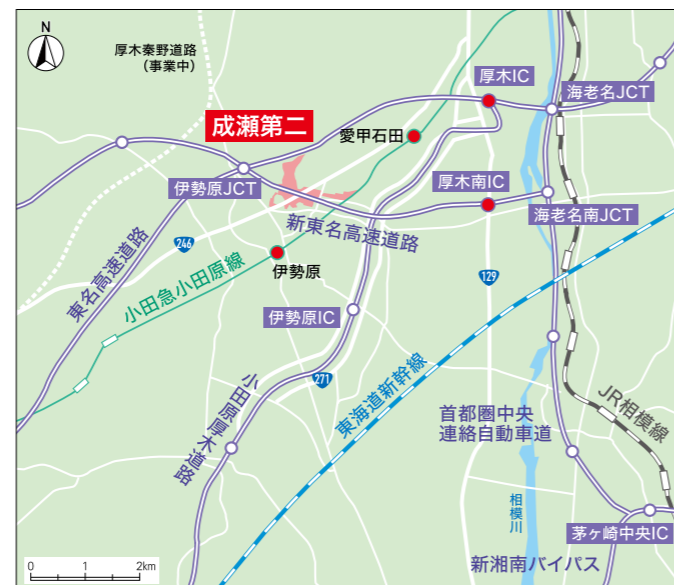 N
厚木秦野道路
（事業中）
厚木IC
海老名JCT
成瀬第二
愛甲石田
伊勢原JCT
厚木南IC
海老名南JCT
新東名高速道路
246
東名高速道路
伊勢原
小田急小田原線
129
伊勢原IC
271
東海道新幹線
小田原厚木道路
JR相模線
首都圏中央
連絡自動車道
相模川
茅ヶ崎中央IC
新湘南バイパス
0 1 2km